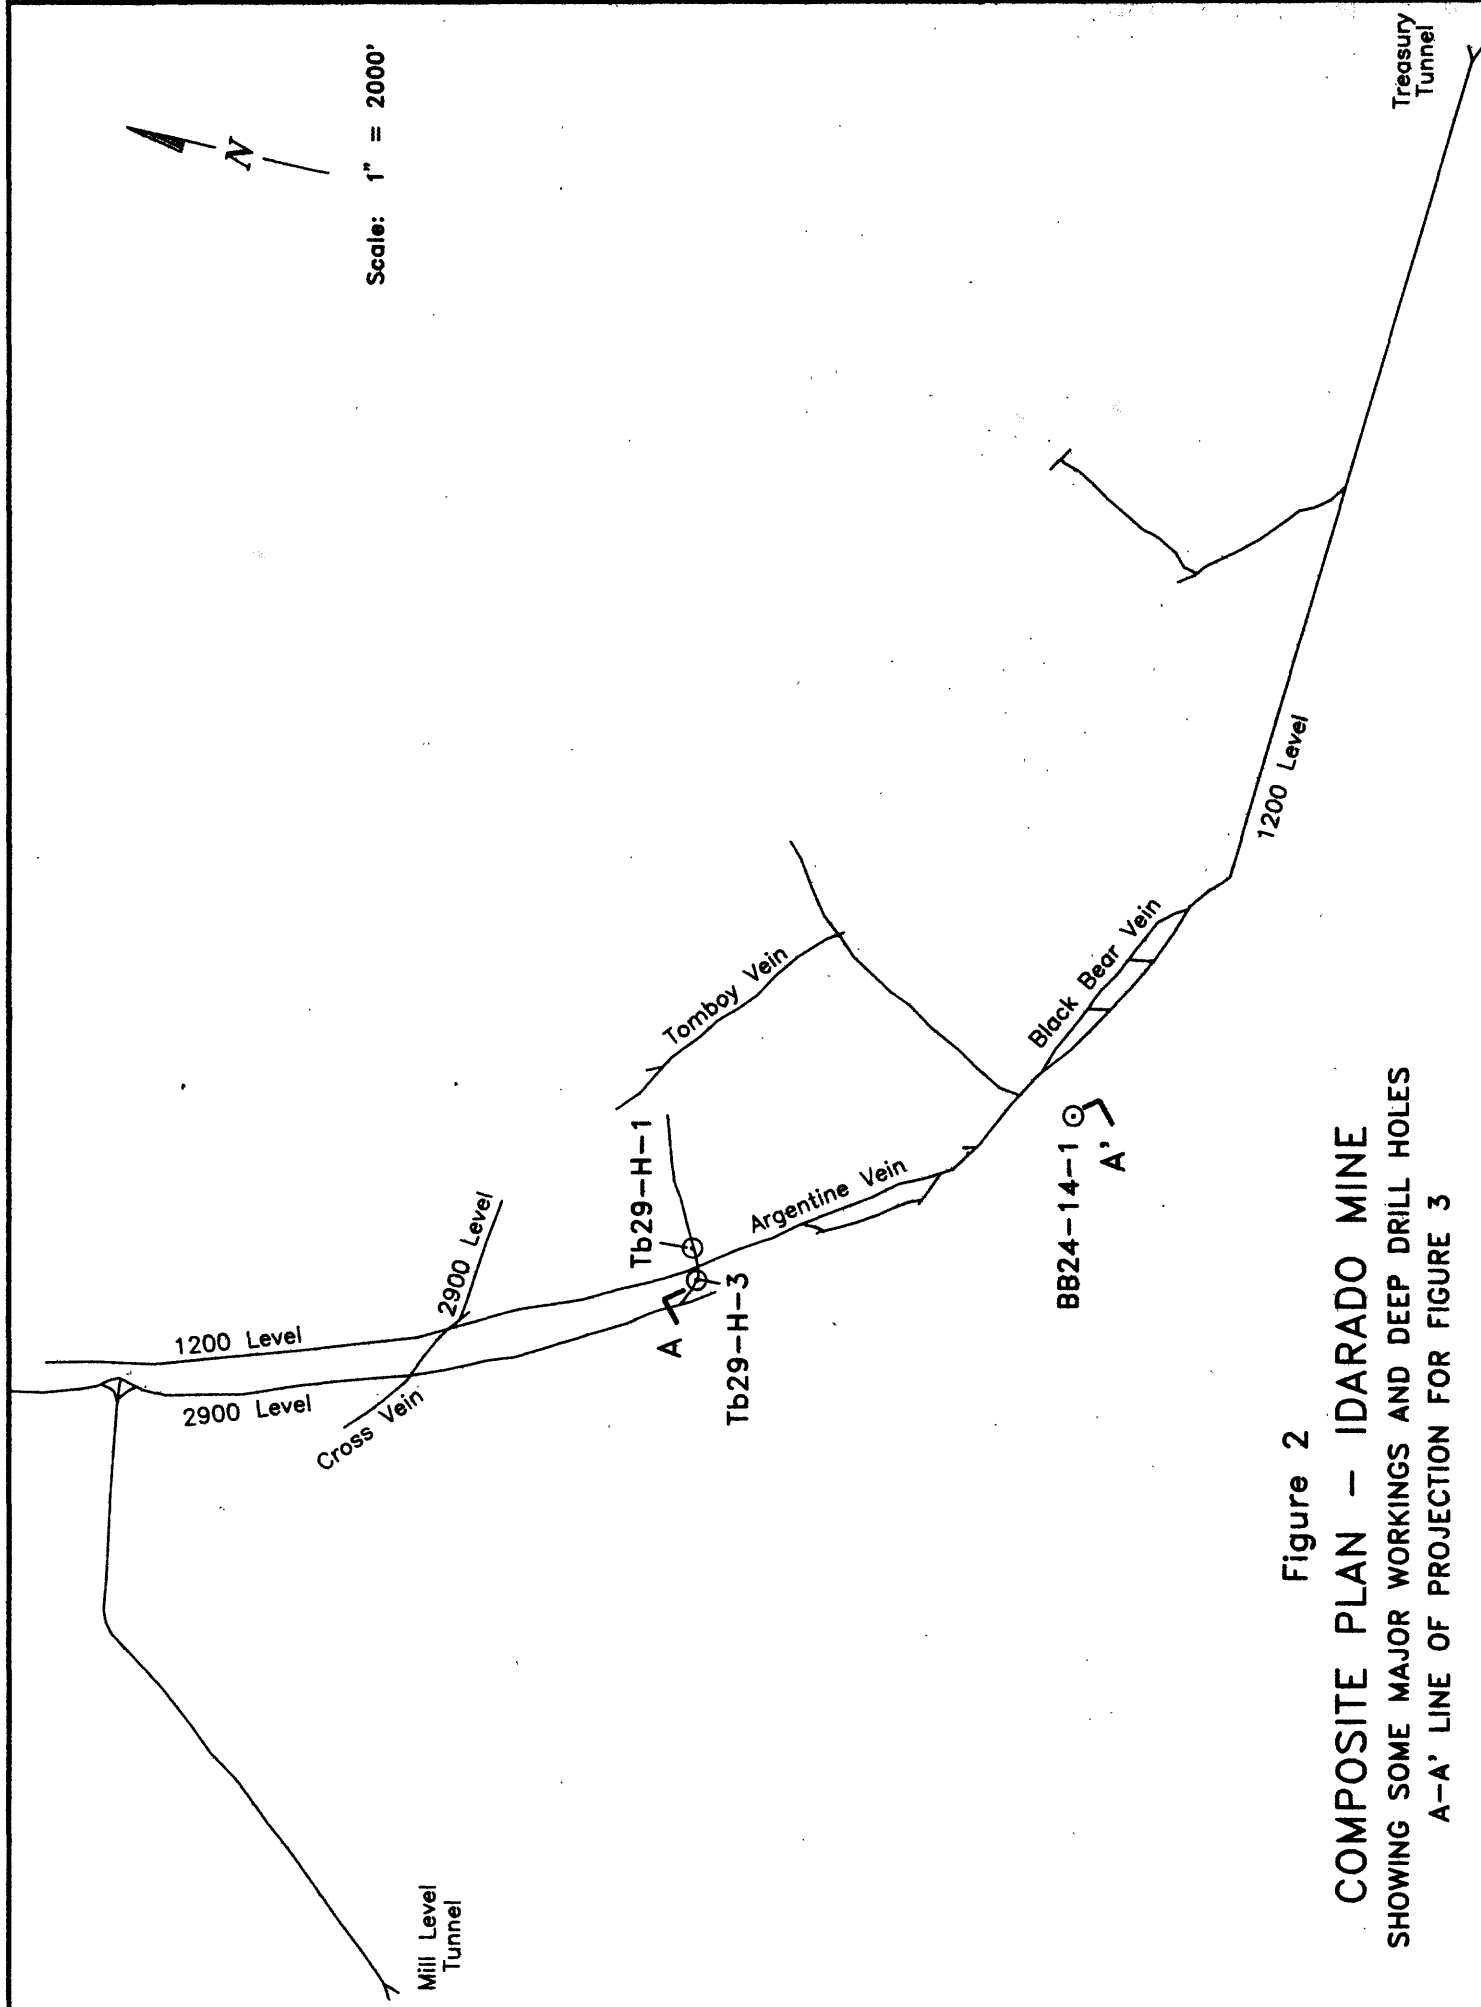 Treasury
Tunnel
N
Scale: 1" = 2000'
1200 Level
Black Bear Vein
Tomboy Vein
Argentine Vein
BB24-14-1
A'
Tb29-H-1
A
Tb29-H-3
2900 Level
1200 Level
2900 Level
Cross Vein
Mill Level
Tunnel
Figure 2
COMPOSITE PLAN - IDARADO MINE
SHOWING SOME MAJOR WORKINGS AND DEEP DRILL HOLES
A-A' LINE OF PROJECTION FOR FIGURE 3